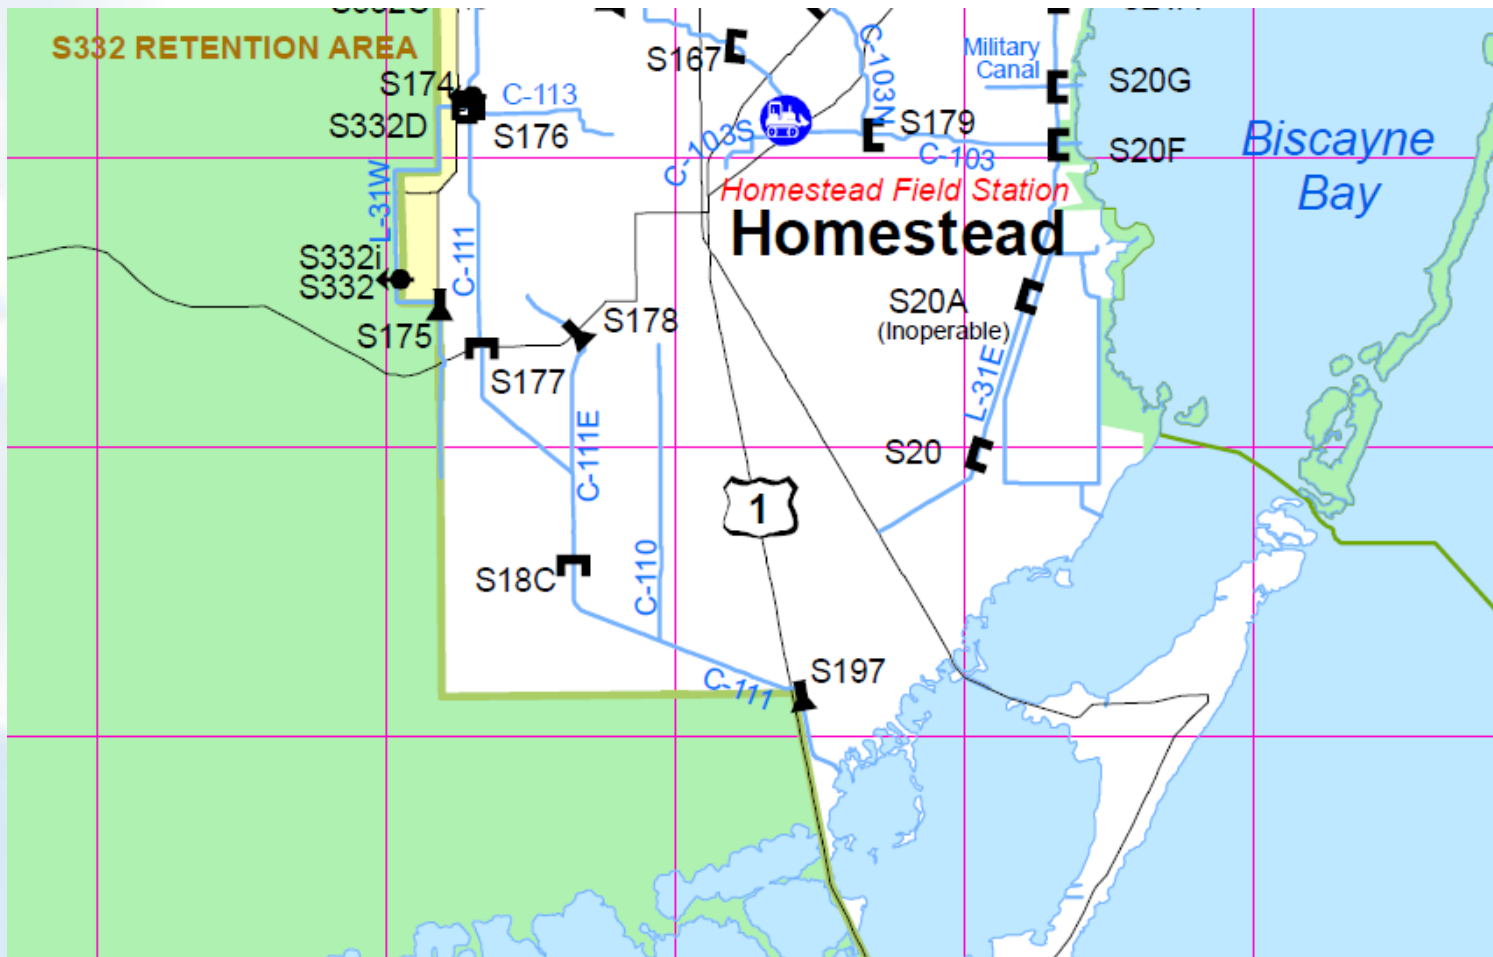 S332 RETENTION AREA
S167
C-103N
Military
Canal
S20G
S174
C-113
S332D
S176
C-103S
S179
C-103
S20F
Biscayne
Bay
Homestead Field Station
Homestead
L-31W
C-111
S332i
S332
S175
S178
S177
S20A
(Inoperable)
L-31E
C-111E
S20
1
S18C
C-110
C-111
S197